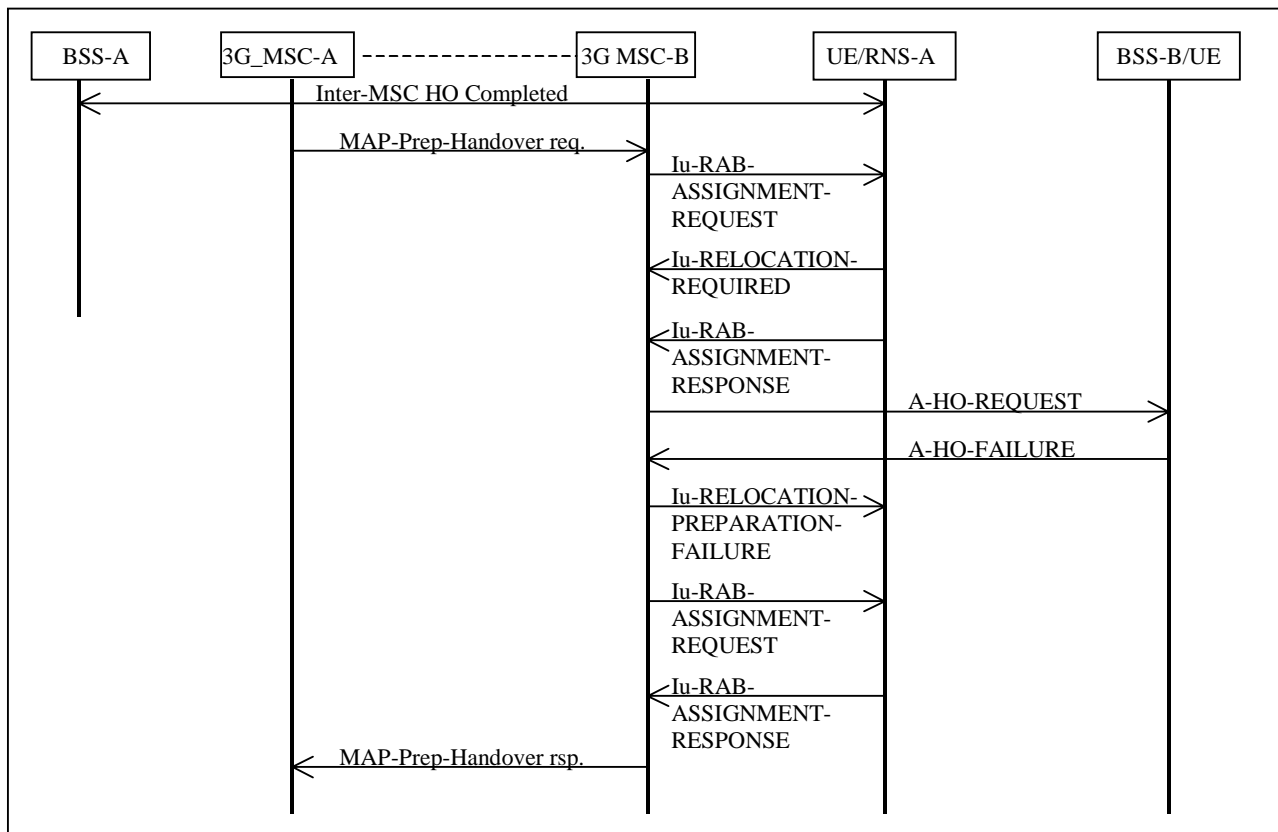 BSS-A
3G_MSC-A
3G MSC-B
UE/RNS-A
BSS-B/UE
Inter-MSC HO Completed
MAP-Prep-Handover req.
Iu-RAB-
ASSIGNMENT-
REQUEST
Iu-RELOCATION-
REQUIRED
Iu-RAB-
ASSIGNMENT-
RESPONSE
A-HO-REQUEST
A-HO-FAILURE
Iu-RELOCATION-
PREPARATION-
FAILURE
Iu-RAB-
ASSIGNMENT-
REQUEST
Iu-RAB-
ASSIGNMENT-
RESPONSE
MAP-Prep-Handover rsp.